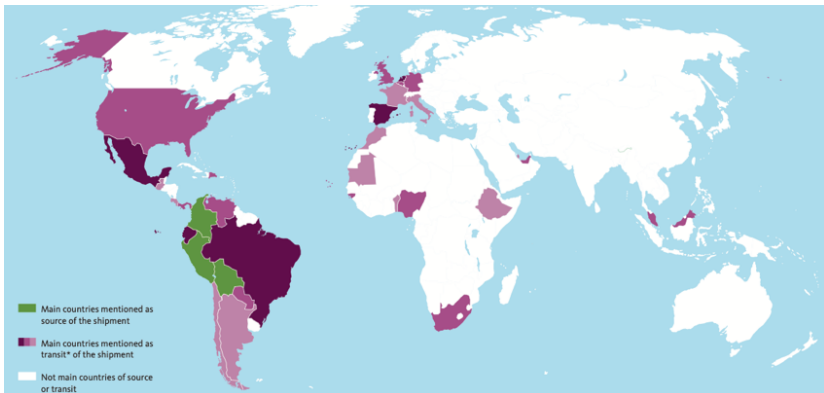 Main countries mentioned as
source of the shipment
Main countries mentioned as
transit* of the shipment
Not main countries of source
or transit